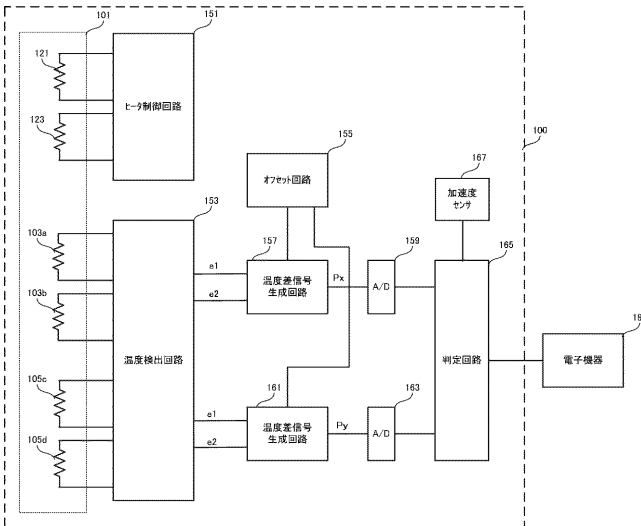 101
151
121
123
ヒータ制御回路
155
オフセット回路
100
167
加速度
センサ
153
103a
103b
105c
105d
温度検出回路
e1
e2
157
温度差信号
生成回路
Px
159
A/D
165
判定回路
電子機器
e1
e2
161
温度差信号
生成回路
Py
163
A/D